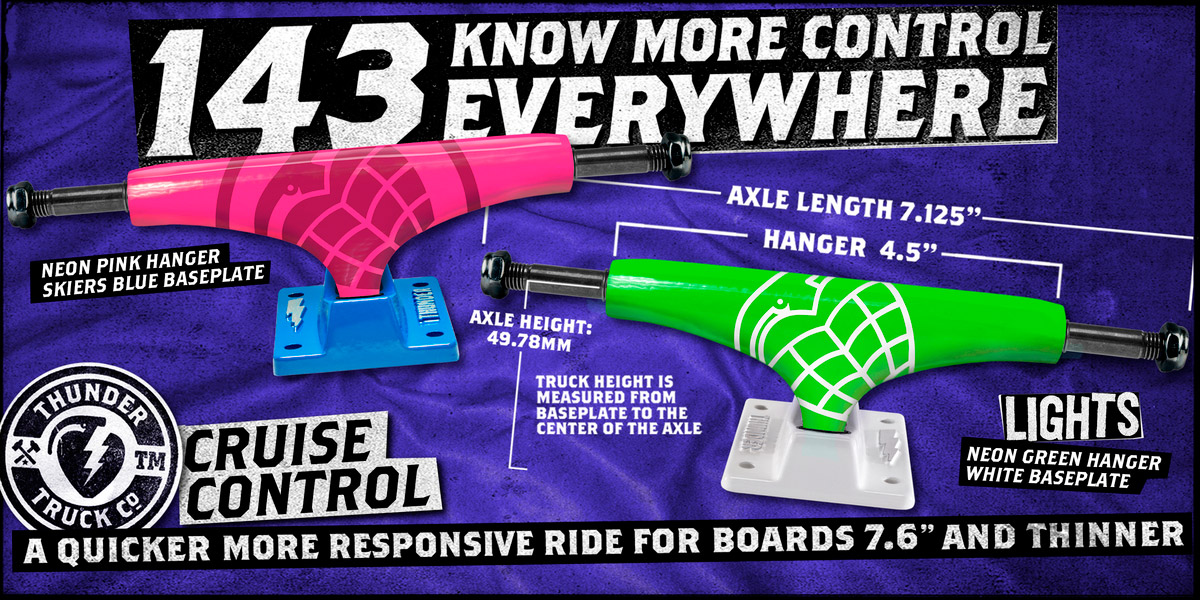 143
KNOW MORE CONTROL
EVERYWHERE
AXLE LENGTH 7.125”
HANGER 4.5”
NEON PINK HANGER
SKIERS BLUE BASEPLATE
THUNDER
AXLE HEIGHT:
49.78MM
TRUCK HEIGHT IS
MEASURED FROM
BASEPLATE TO THE
CENTER OF THE AXLE
THUNDER
TM
TRUCK Co
CRUISE
CONTROL
LIGHTS
NEON GREEN HANGER
WHITE BASEPLATE
A QUICKER MORE RESPONSIVE RIDE FOR BOARDS 7.6” AND THINNER